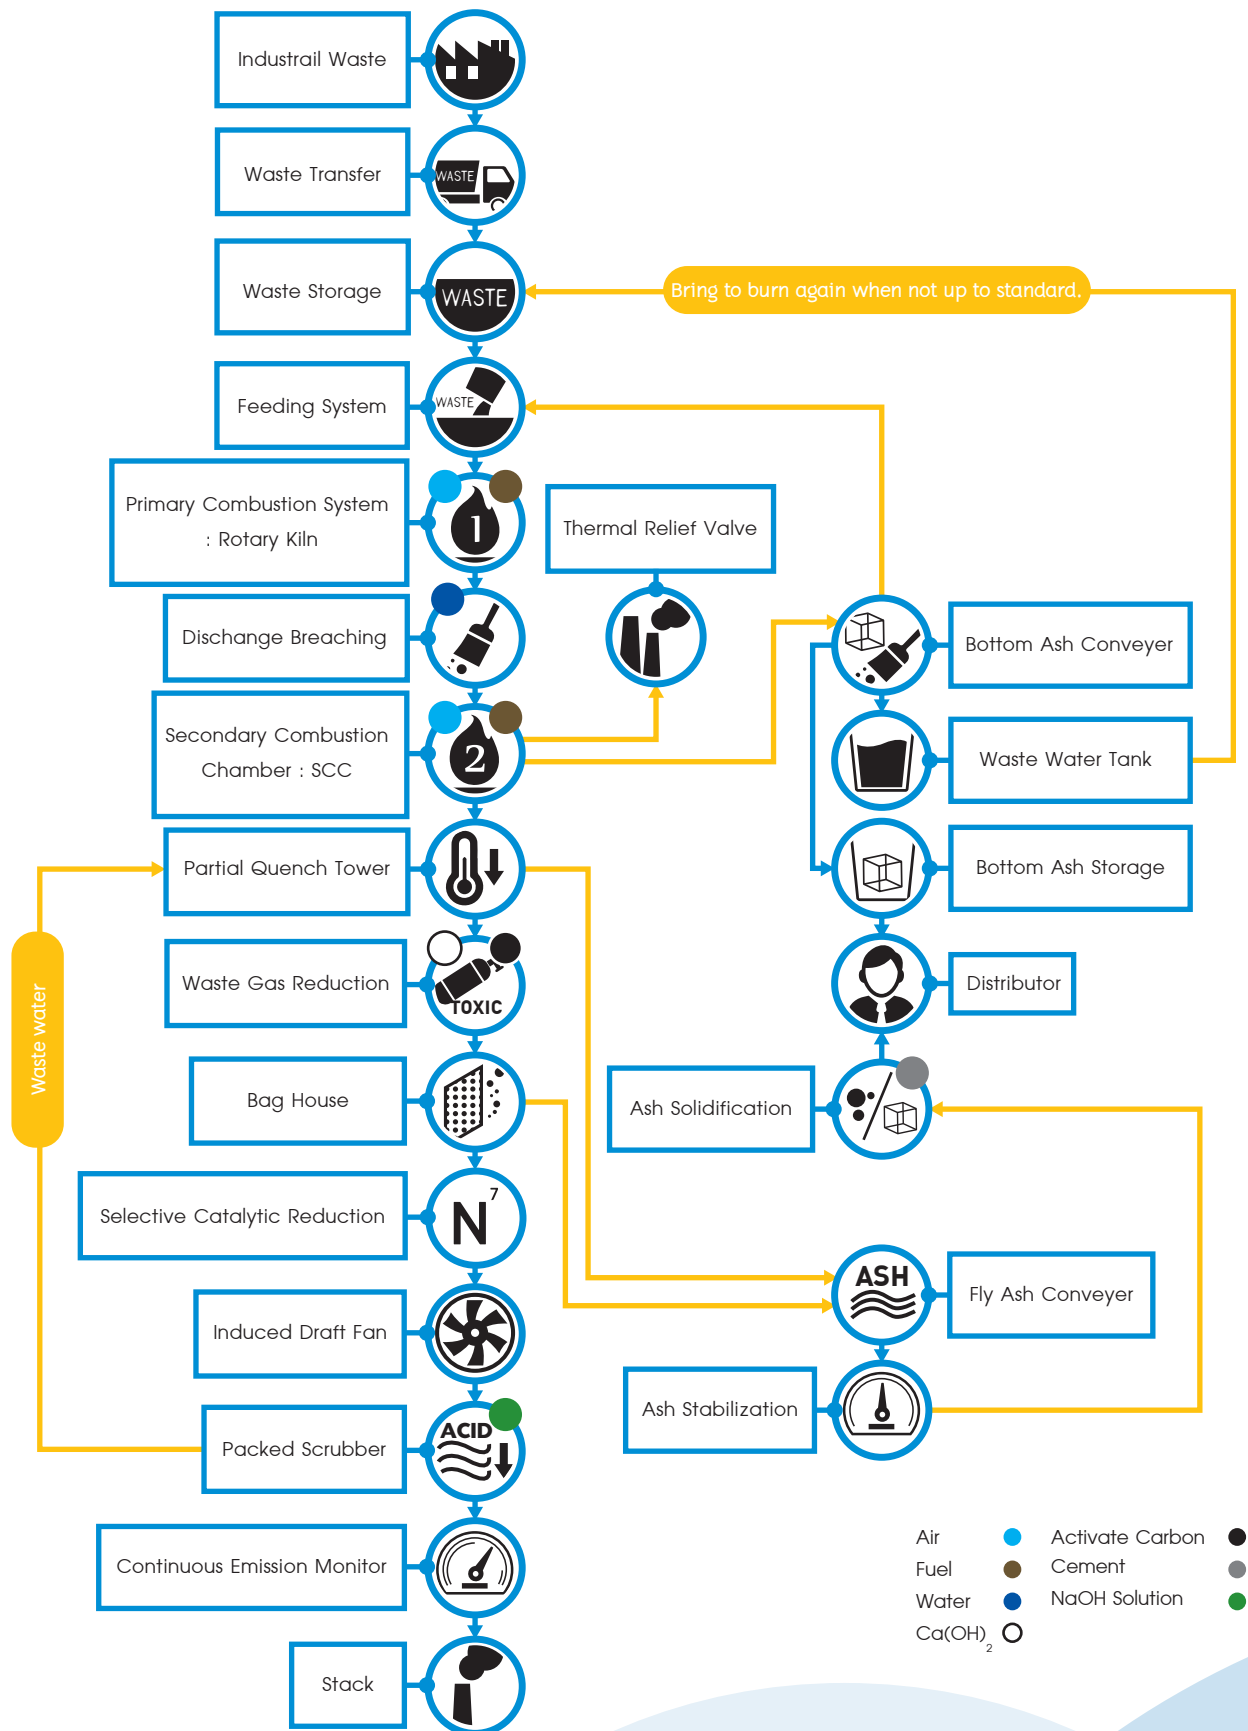 Industrail Waste
Waste Transfer
WASTE
Waste Storage
WASTE
Bring to burn again when not up to standard.
Feeding System
WASTE
Primary Combustion System
: Rotary Kiln
1
Thermal Relief Valve
Dischange Breaching
Bottom Ash Conveyer
Secondary Combustion
Chamber : SCC
2
Waste Water Tank
Partial Quench Tower
Bottom Ash Storage
Waste Gas Reduction
TOXIC
Distributor
Waste water
Bag House
Ash Solidification
Selective Catalytic Reduction
N 7
ASH
Fly Ash Conveyer
Induced Draft Fan
Ash Stabilization
Packed Scrubber
ACID
Continuous Emission Monitor
Stack
Air
Fuel
Water
Ca(OH)₂
Activate Carbon
Cement
NaOH Solution